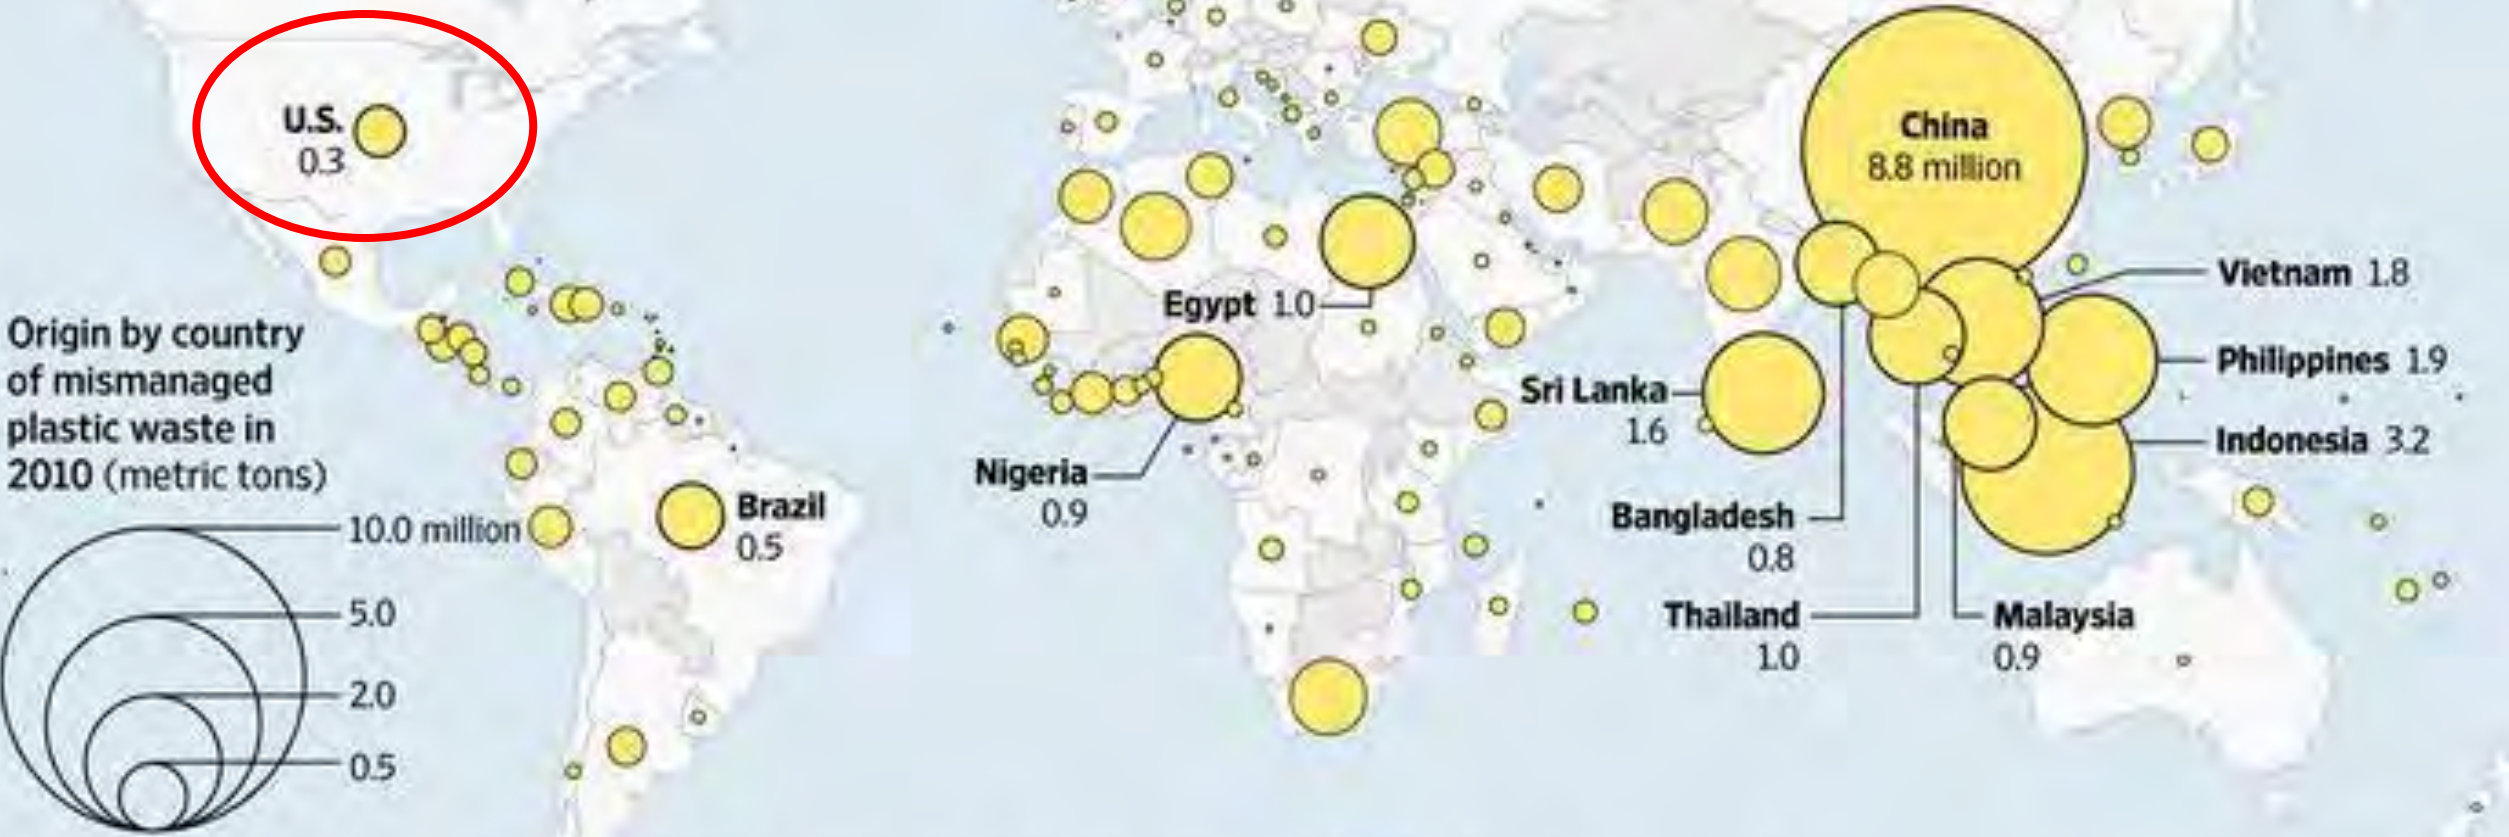 U.S.
0.3
China
8.8 million
Egypt 1.0
Vietnam 1.8
Philippines 1.9
Indonesia 3.2
Sri Lanka
1.6
Nigeria
0.9
Bangladesh
0.8
Thailand
1.0
Malaysia
0.9
Brazil
0.5
Origin by country
of mismanaged
plastic waste in
2010 (metric tons)
10.0 million
5.0
2.0
0.5